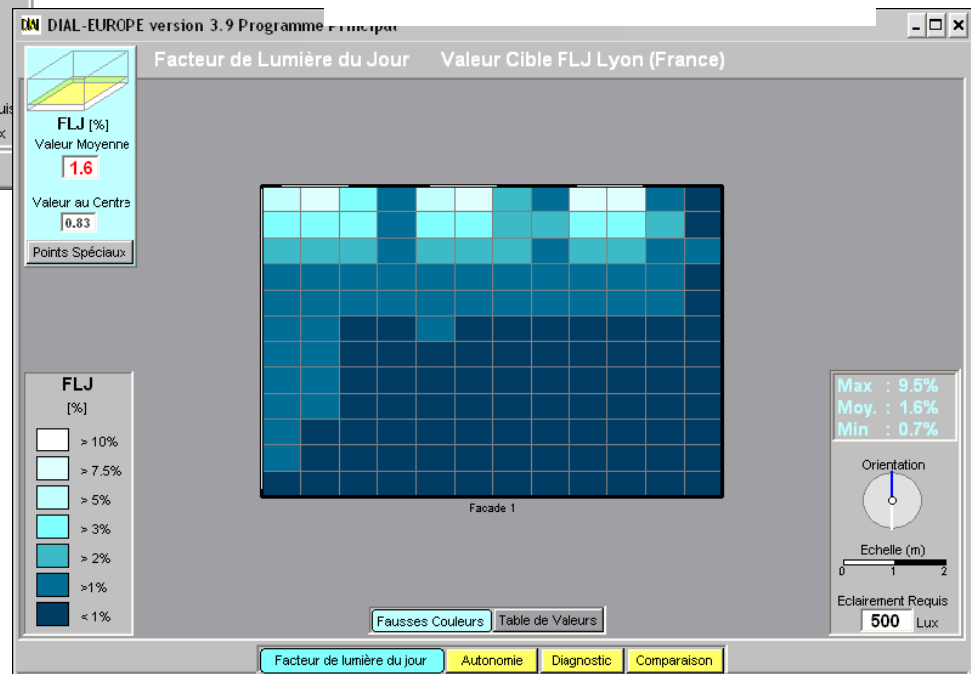 DIAL-EUROPE version 3.9 Programme Principal
Facteur de Lumière du Jour Valeur Cible FLJ Lyon (France)
FLJ [%]
Valeur Moyenne
1.6
Valeur au Centre
0.83
Points Spéciaux
FLJ
[%]
> 10%
> 7.5%
> 5%
> 3%
> 2%
>1%
< 1%
Facade 1
Max : 9.5%
Moy. : 1.6%
Min : 0.7%
Orientation
Echelle (m)
0 1 2
Eclairement Requis
500 Lux
Fausses Couleurs Table de Valeurs
Facteur de lumière du jour Autonomie Diagnostic Comparaison